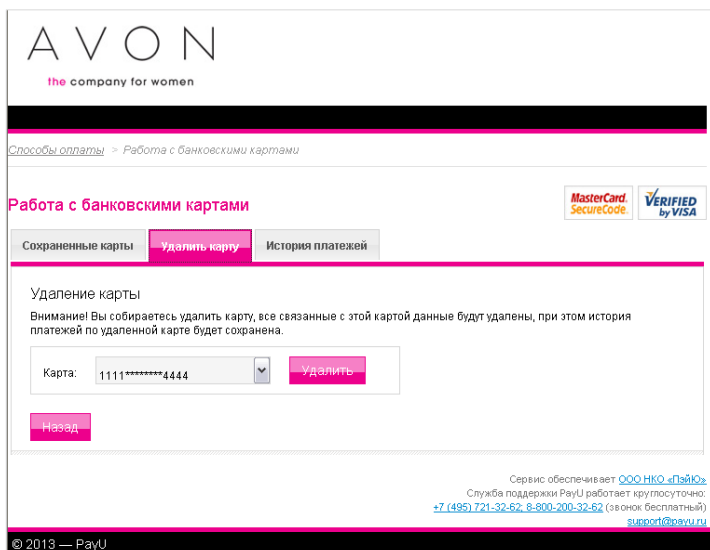 AVON
the company for women
Способы оплаты > Работа с банковскими картами
Работа с банковскими картами
MasterCard.
SecureCode.
VERIFIED
by VISA
Сохраненные карты
Удалить карту
История платежей
Удаление карты
Внимание! Вы собираетесь удалить карту, все связанные с этой картой данные будут удалены, при этом история
платежей по удаленной карте будет сохранена.
Карта: 1111********4444 Удалить
Назад
Сервис обеспечивает ООО НКО «ПэйЮ»
Служба поддержки PayU работает круглосуточно:
+7 (495) 721-32-62; 8-800-200-32-62 (звонок бесплатный)
support@payu.ru
© 2013 — PayU